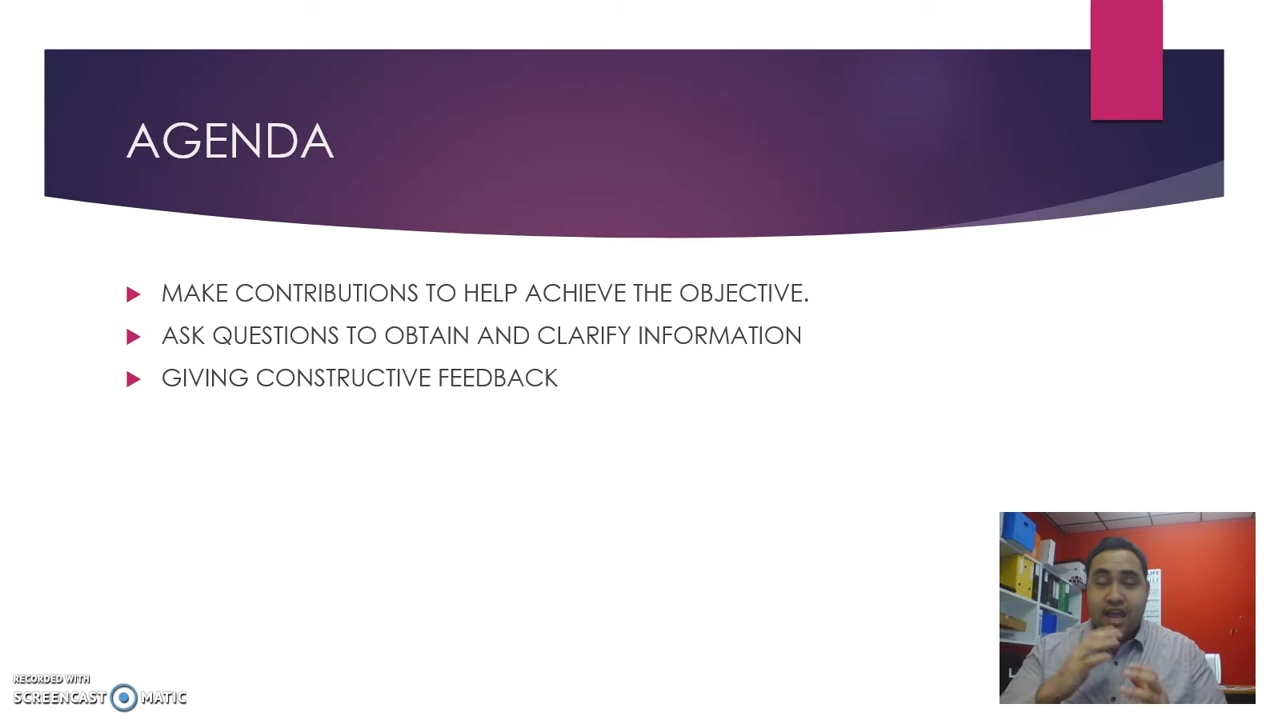 AGENDA
MAKE CONTRIBUTIONS TO HELP ACHIEVE THE OBJECTIVE.
ASK QUESTIONS TO OBTAIN AND CLARIFY INFORMATION
GIVING CONSTRUCTIVE FEEDBACK
RECORDED WITH
SCREENCAST MATIC